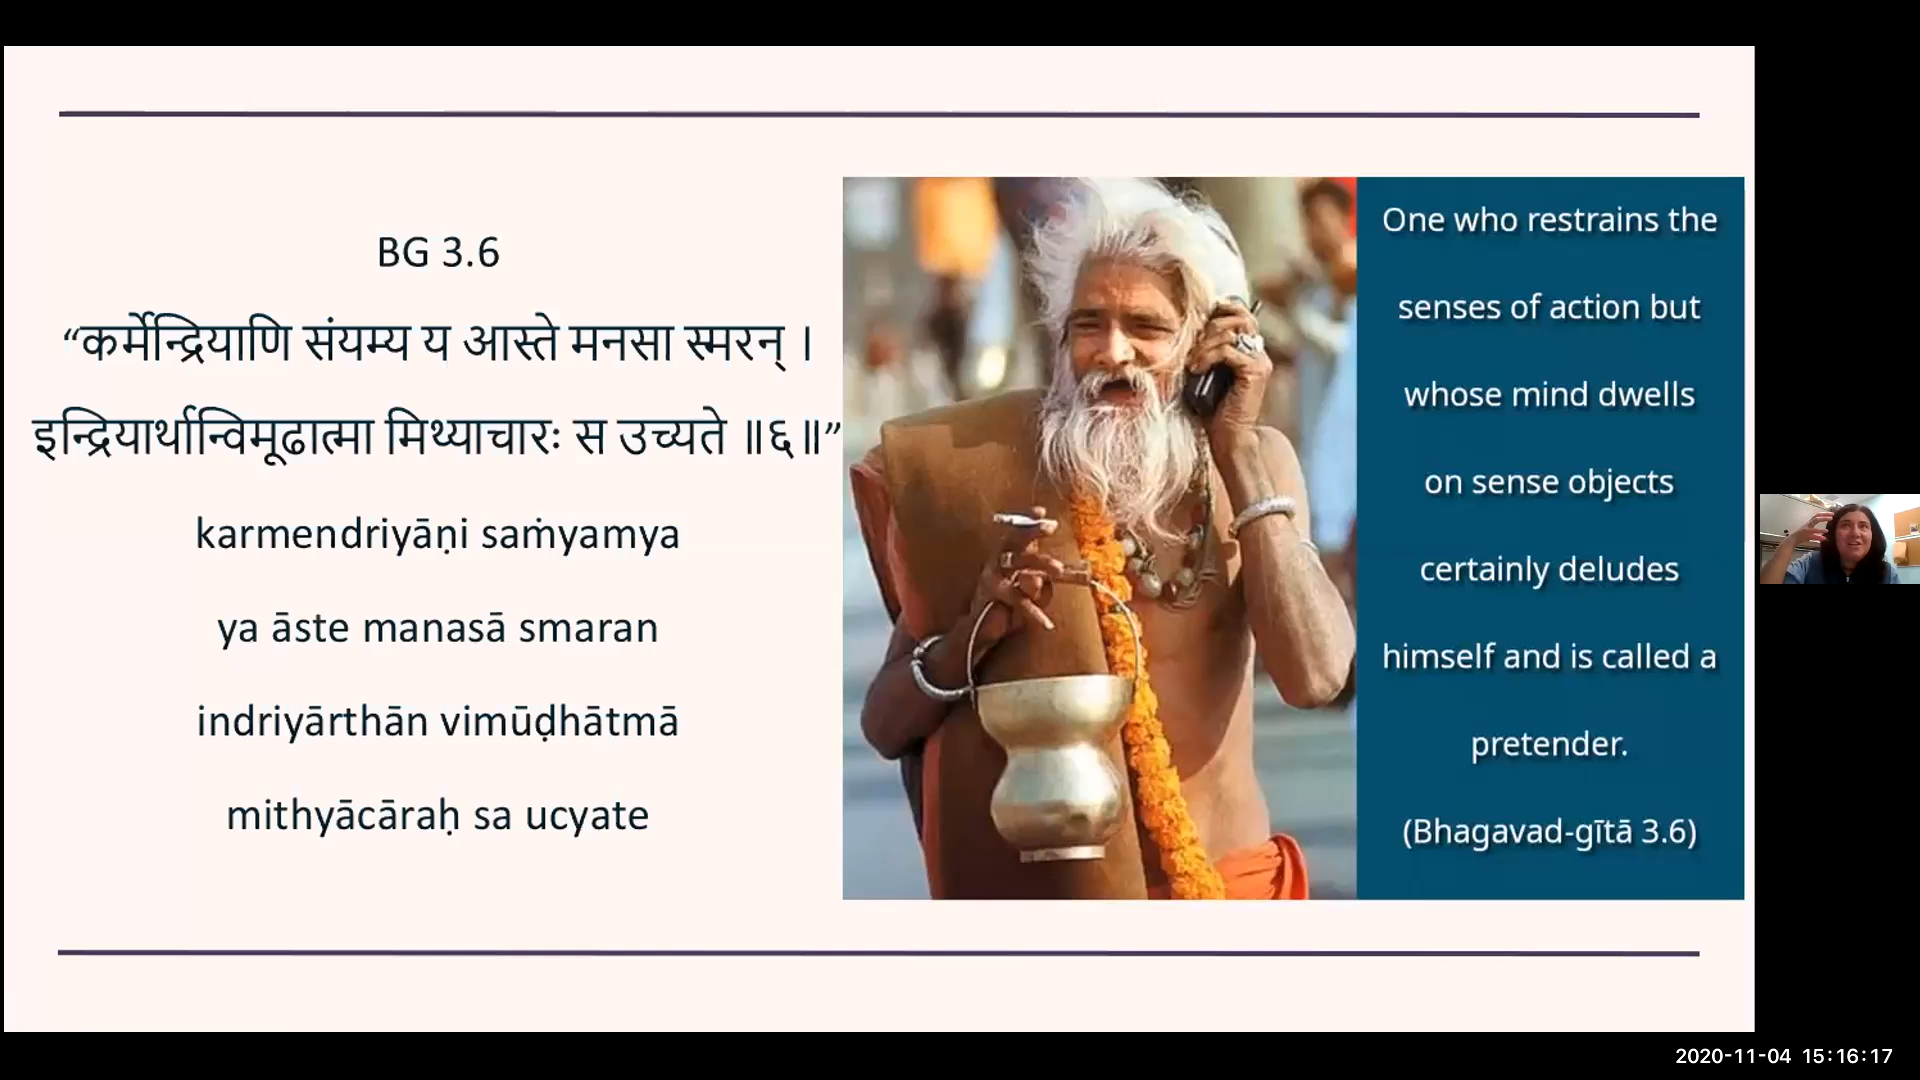 BG 3.6
“कर्मेन्द्रियाणि संयम्य य आस्ते मनसा स्मरन् ।
इन्द्रियार्थान्विमूढात्मा मिथ्याचारः स उच्यते ॥६॥”
karmendriyāṇi saṁyamya
ya āste manasā smaran
indriyārthān vimūḍhātmā
mithyācāraḥ sa ucyate
One who restrains the
senses of action but
whose mind dwells
on sense objects
certainly deludes
himself and is called a
pretender.
(Bhagavad-gītā 3.6)
2020-11-04 15:16:17